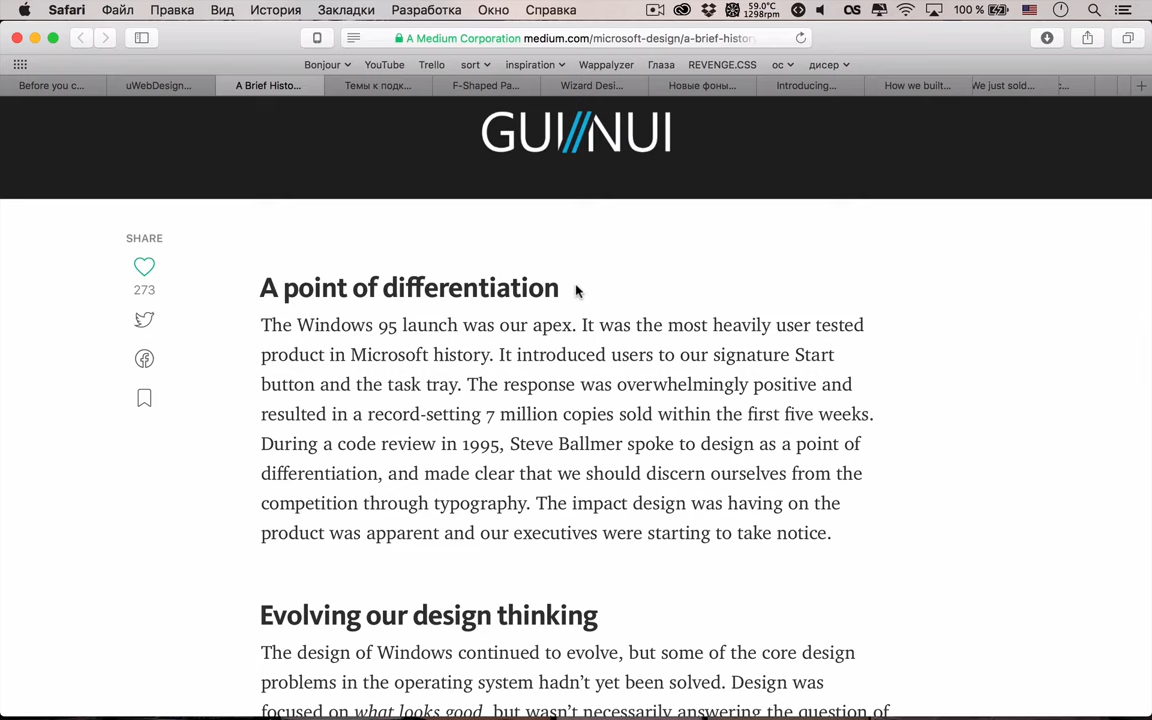 Safari Файл Правка Вид История Закладки Разработка Окно Справка 59.0°C 1298rpm 100 %
A Medium Corporation medium.com/microsoft-design/a-brief-history
Bonjour YouTube Trello sort inspiration Wappalyzer Глаза REVENGE.CSS ос дисер
Before you c... uWebDesign... A Brief Histo... Темы к подк... F-Shaped Pa... Wizard Desi... Новые фоны... Introducing... How we built... We just sold...
GUI//NUI
SHARE
273
A point of differentiation
The Windows 95 launch was our apex. It was the most heavily user tested
product in Microsoft history. It introduced users to our signature Start
button and the task tray. The response was overwhelmingly positive and
resulted in a record-setting 7 million copies sold within the first five weeks.
During a code review in 1995, Steve Ballmer spoke to design as a point of
differentiation, and made clear that we should discern ourselves from the
competition through typography. The impact design was having on the
product was apparent and our executives were starting to take notice.
Evolving our design thinking
The design of Windows continued to evolve, but some of the core design
problems in the operating system hadn't yet been solved. Design was
focused on what looks good, but wasn't necessarily answering the question of